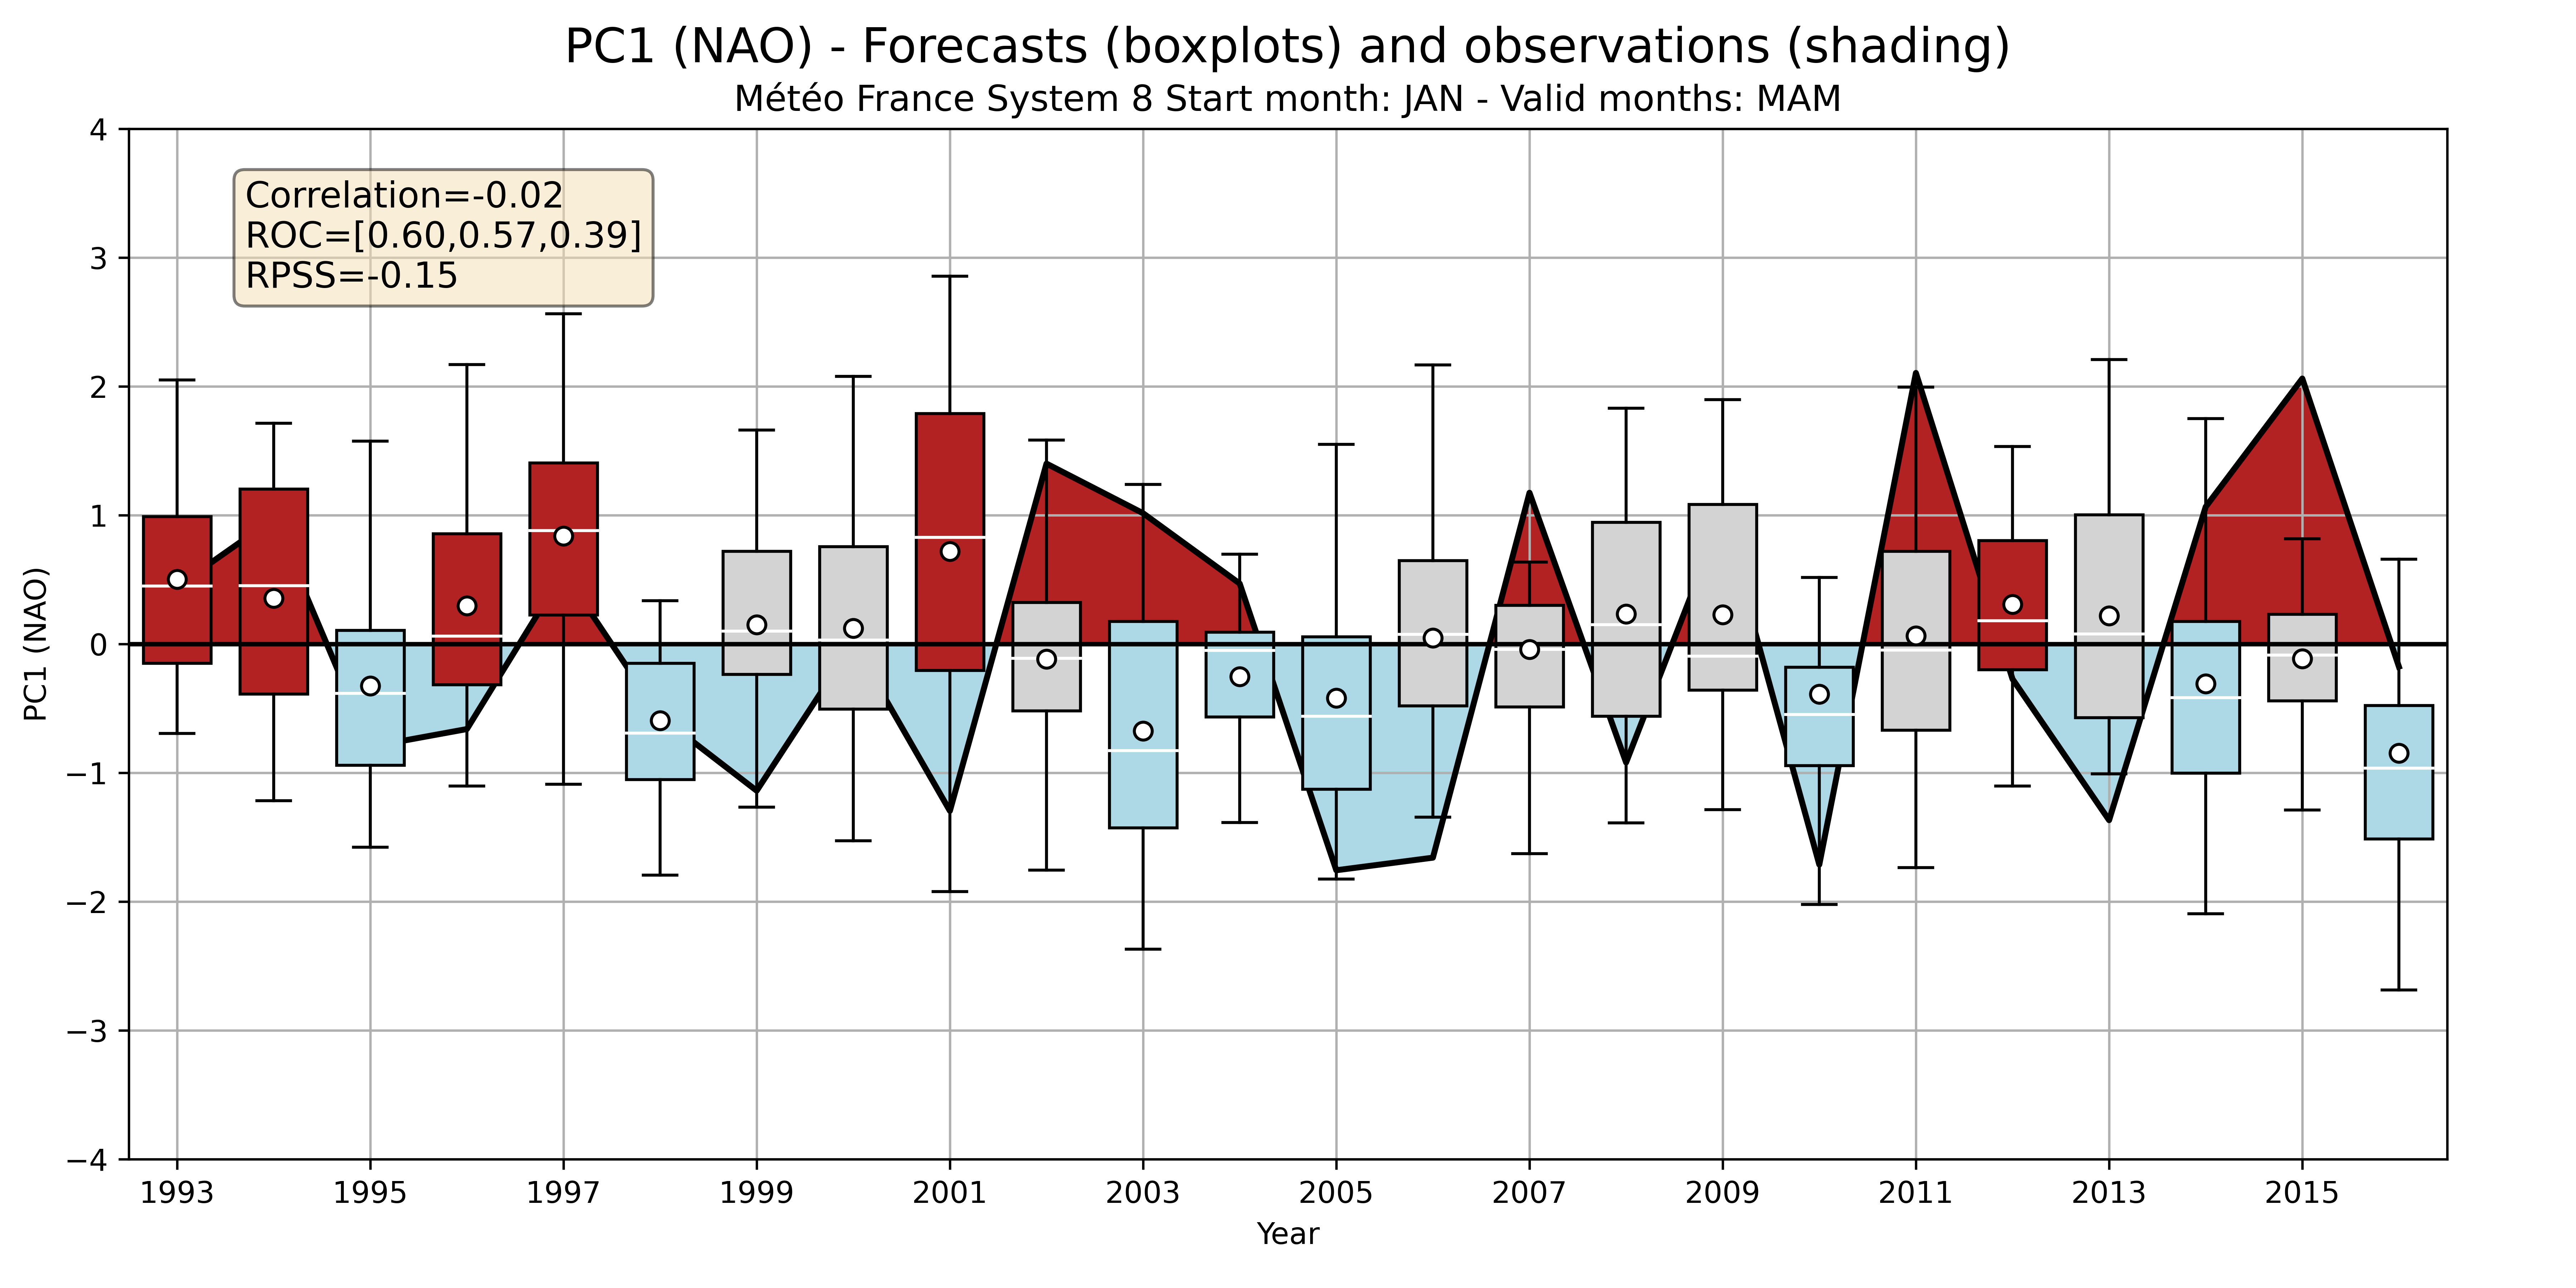 PC1 (NAO) - Forecasts (boxplots) and observations (shading)
Météo France System 8 Start month: JAN - Valid months: MAM
Correlation=-0.02
ROC=[0.60,0.57,0.39]
RPSS=-0.15
PC1 (NAO)
4
3
2
1
0
−1
−2
−3
−4
1993 1995 1997 1999 2001 2003 2005 2007 2009 2011 2013 2015
Year